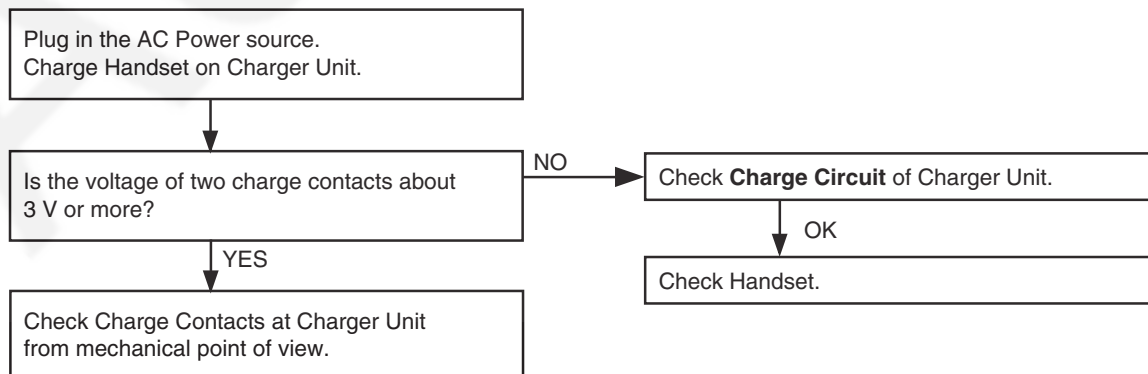 Plug in the AC Power source.
Charge Handset on Charger Unit.
Is the voltage of two charge contacts about
3 V or more?
NO
Check Charge Circuit of Charger Unit.
OK
Check Handset.
YES
Check Charge Contacts at Charger Unit
from mechanical point of view.